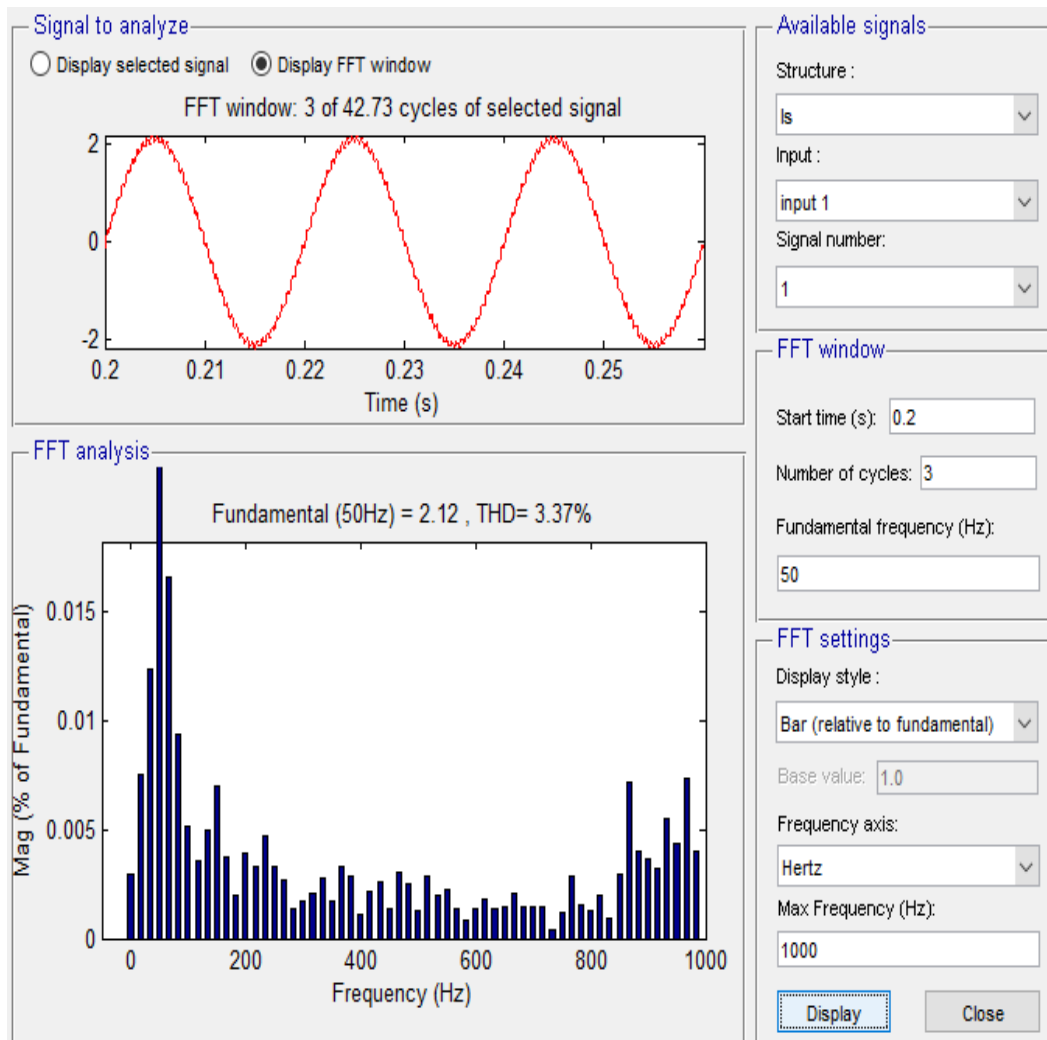 Signal to analyze
Display selected signal Display FFT window
FFT window: 3 of 42.73 cycles of selected signal
2
0
-2
0.2 0.21 0.22 0.23 0.24 0.25
Time (s)
FFT analysis
Fundamental (50Hz) = 2.12 , THD= 3.37%
Mag (% of Fundamental)
0.015
0.01
0.005
0
0 200 400 600 800 1000
Frequency (Hz)
Available signals
Structure :
Is
Input :
input 1
Signal number:
1
FFT window
Start time (s): 0.2
Number of cycles: 3
Fundamental frequency (Hz):
50
FFT settings
Display style :
Bar (relative to fundamental)
Base value: 1.0
Frequency axis:
Hertz
Max Frequency (Hz):
1000
Display Close